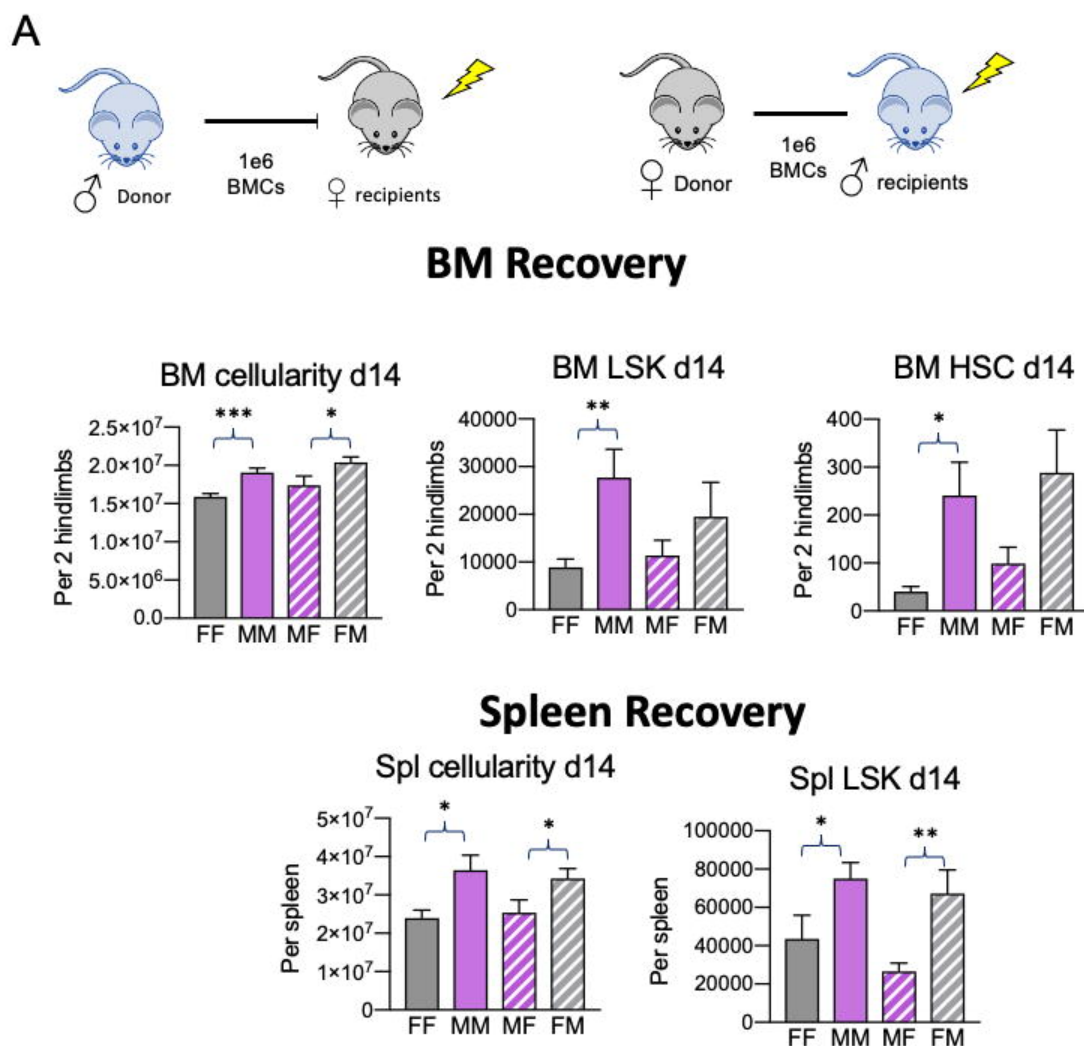 A
♂ Donor
1e6
BMCs
♀ recipients
♀ Donor
1e6
BMCs
♂ recipients
BM Recovery
BM cellularity d14
Per 2 hindlimbs
2.5×10⁷
2.0×10⁷
1.5×10⁷
1.0×10⁷
5.0×10⁶
0.0
***
*
FF MM MF FM
BM LSK d14
Per 2 hindlimbs
40000
30000
20000
10000
0
**
FF MM MF FM
BM HSC d14
Per 2 hindlimbs
400
300
200
100
0
*
FF MM MF FM
Spleen Recovery
Spl cellularity d14
Per spleen
5×10⁷
4×10⁷
3×10⁷
2×10⁷
1×10⁷
0
*
*
FF MM MF FM
Spl LSK d14
Per spleen
100000
80000
60000
40000
20000
0
*
**
FF MM MF FM